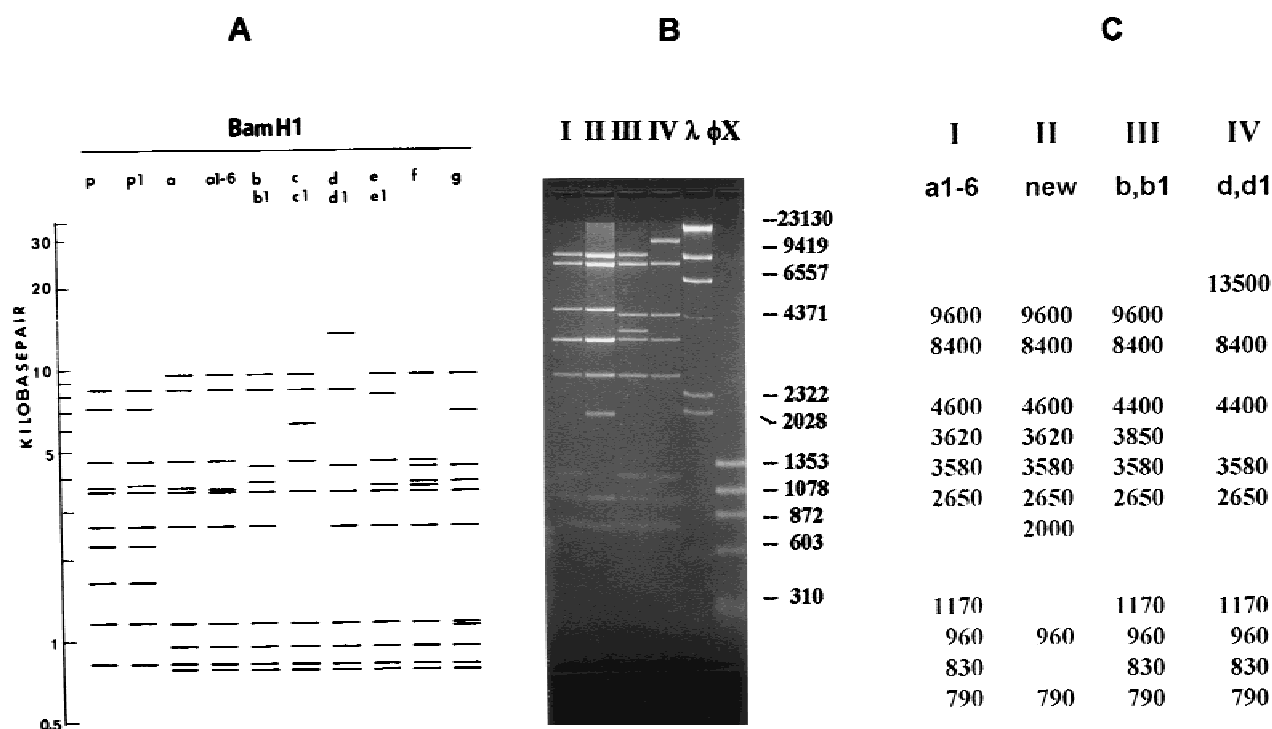 A
B
C
BamH1
p p1 a a1-6 b c d e f g
b1 c1 d1 e1
30
20
10
5
1
0.5
KILOBASEPAIR
I II III IV λ ϕX
--23130
– 9419
– 6557
– 4371
– 2322
\ 2028
– 1353
– 1078
– 872
– 603
– 310
I II III IV
a1-6 new b,b1 d,d1
13500
9600 9600 9600
8400 8400 8400 8400
4600 4600 4400 4400
3620 3620 3850
3580 3580 3580 3580
2650 2650 2650 2650
2000
1170 1170 1170
960 960 960 960
830 830 830
790 790 790 790